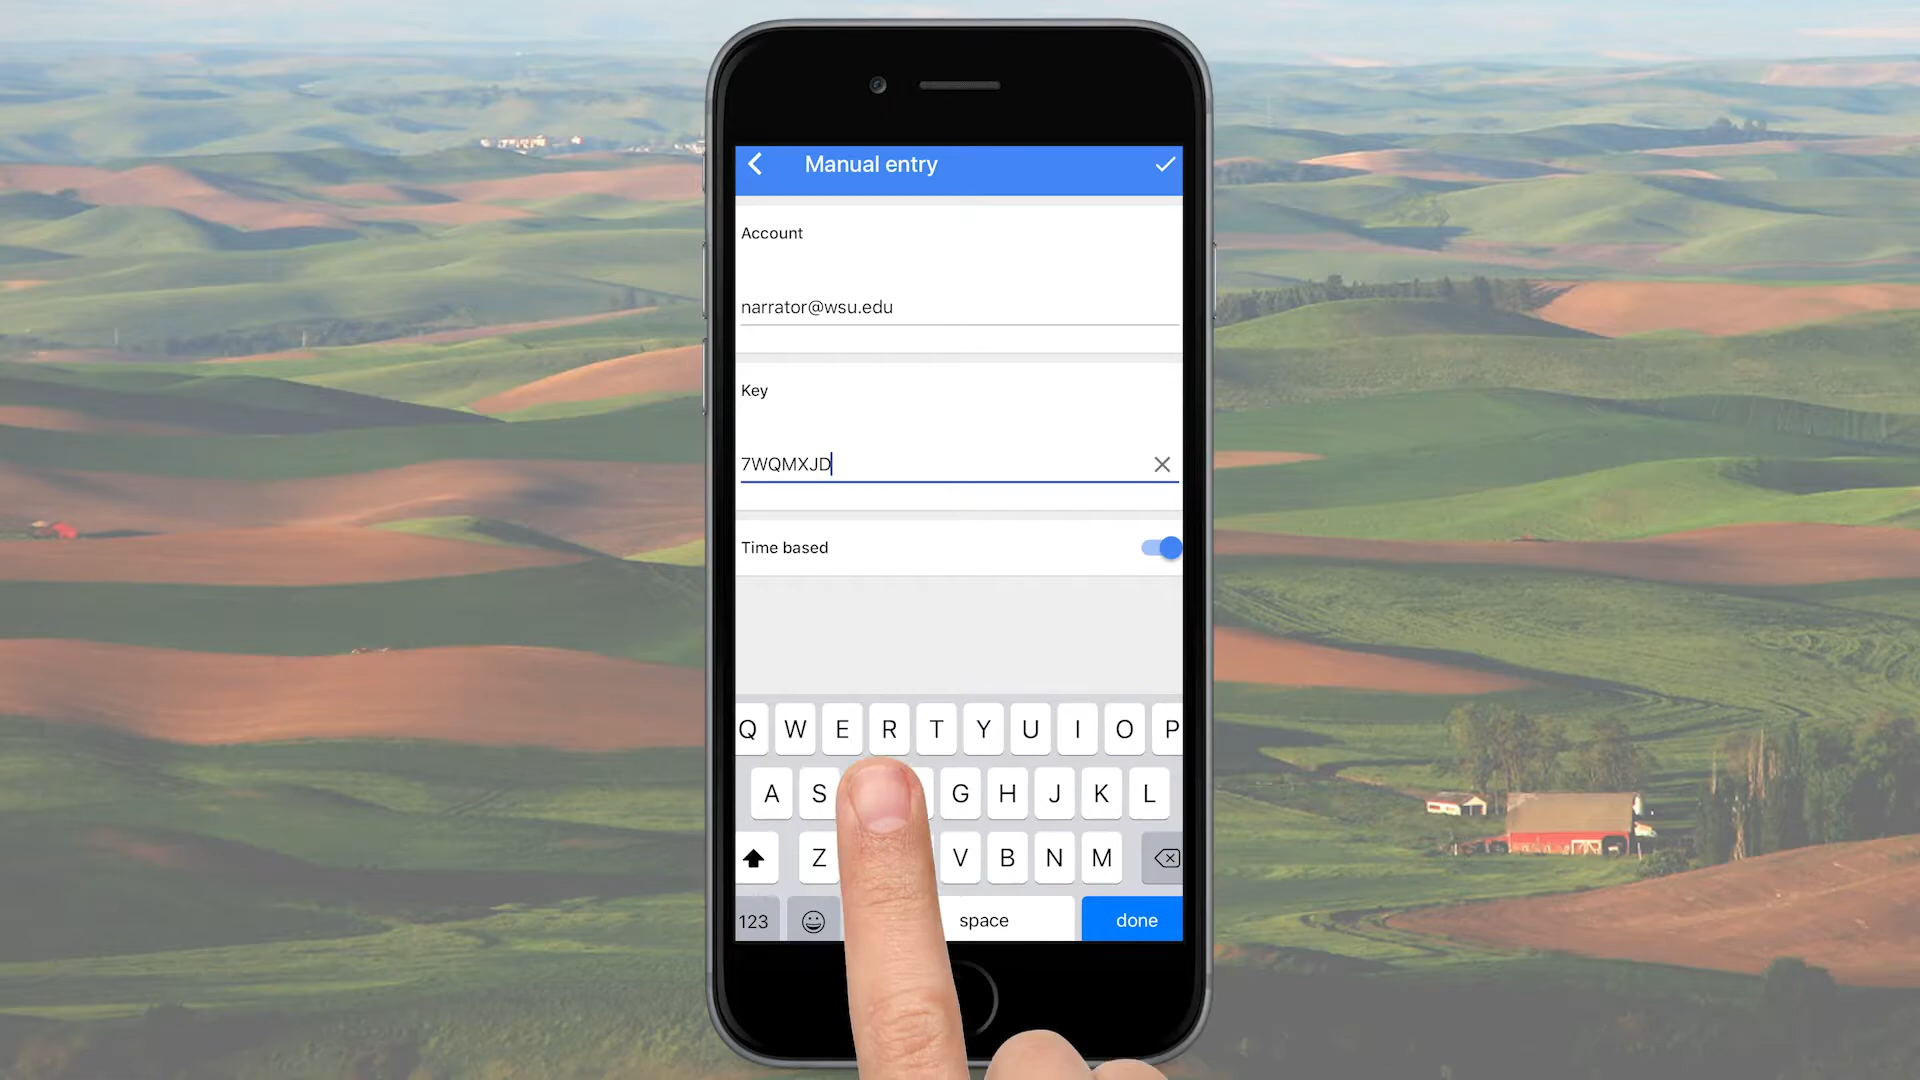 Manual entry
Account
narrator@wsu.edu
Key
7WQMXJD
Time based
Q W E R T Y U I O P
A S G H J K L
Z V B N M
123 space done